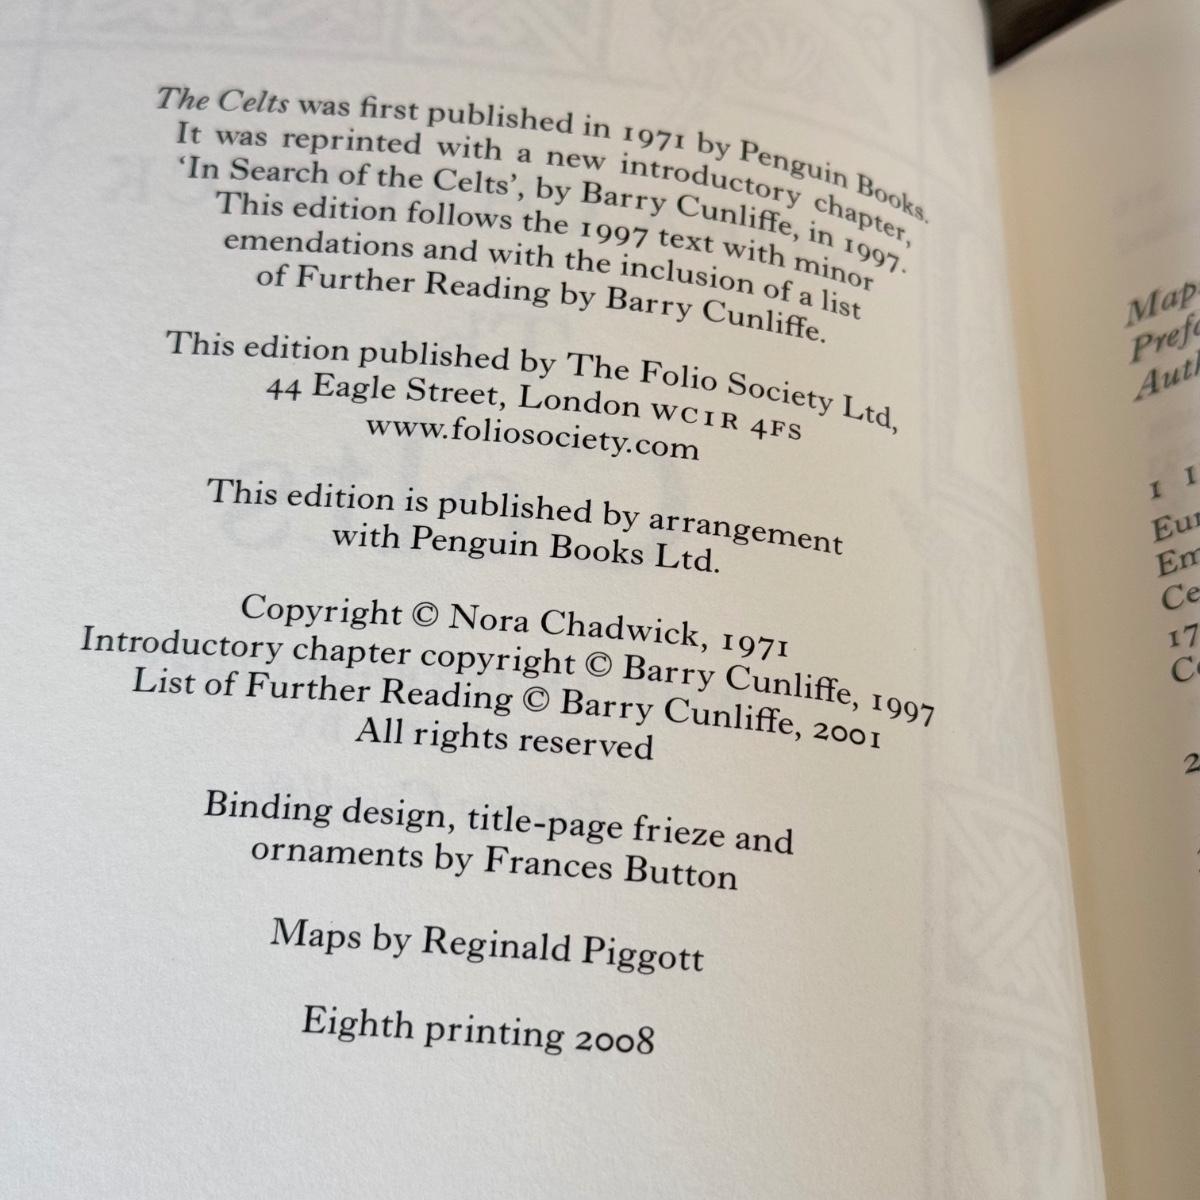 The Celts was first published in 1971 by Penguin Books.
It was reprinted with a new introductory chapter,
‘In Search of the Celts’, by Barry Cunliffe, in 1997.
This edition follows the 1997 text with minor
emendations and with the inclusion of a list
of Further Reading by Barry Cunliffe.
This edition published by The Folio Society Ltd,
44 Eagle Street, London WC1R 4FS
www.foliosociety.com
This edition is published by arrangement
with Penguin Books Ltd.
Copyright © Nora Chadwick, 1971
Introductory chapter copyright © Barry Cunliffe, 1997
List of Further Reading © Barry Cunliffe, 2001
All rights reserved
Binding design, title-page frieze and
ornaments by Frances Button
Maps by Reginald Piggott
Eighth printing 2008